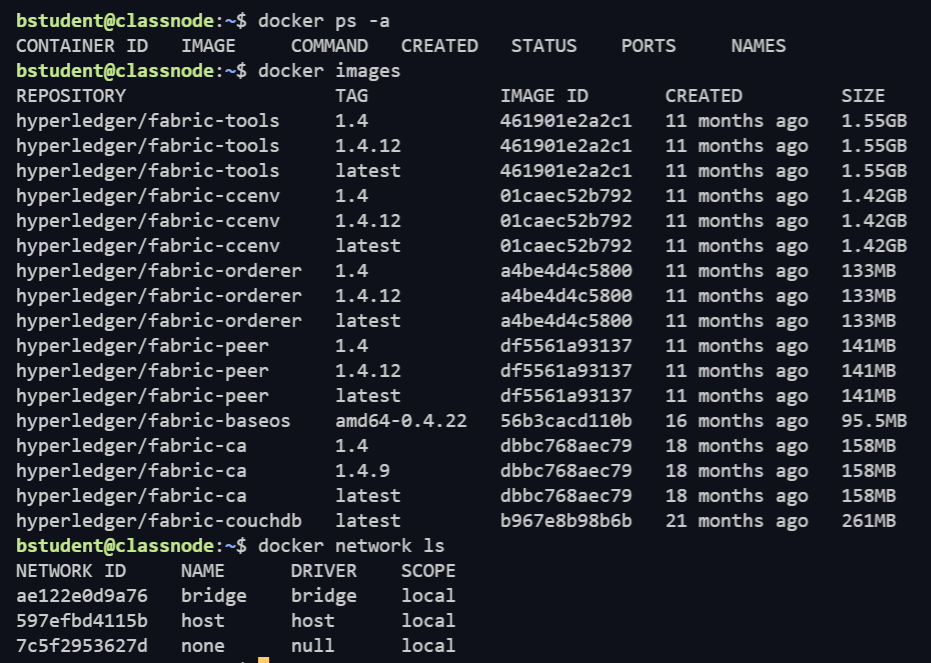 bstudent@classnode:~$ docker ps -a
CONTAINER ID   IMAGE     COMMAND   CREATED   STATUS    PORTS     NAMES
bstudent@classnode:~$ docker images
REPOSITORY                   TAG            IMAGE ID       CREATED         SIZE
hyperledger/fabric-tools     1.4            461901e2a2c1   11 months ago   1.55GB
hyperledger/fabric-tools     1.4.12         461901e2a2c1   11 months ago   1.55GB
hyperledger/fabric-tools     latest         461901e2a2c1   11 months ago   1.55GB
hyperledger/fabric-ccenv     1.4            01caec52b792   11 months ago   1.42GB
hyperledger/fabric-ccenv     1.4.12         01caec52b792   11 months ago   1.42GB
hyperledger/fabric-ccenv     latest         01caec52b792   11 months ago   1.42GB
hyperledger/fabric-orderer   1.4            a4be4d4c5800   11 months ago   133MB
hyperledger/fabric-orderer   1.4.12         a4be4d4c5800   11 months ago   133MB
hyperledger/fabric-orderer   latest         a4be4d4c5800   11 months ago   133MB
hyperledger/fabric-peer      1.4            df5561a93137   11 months ago   141MB
hyperledger/fabric-peer      1.4.12         df5561a93137   11 months ago   141MB
hyperledger/fabric-peer      latest         df5561a93137   11 months ago   141MB
hyperledger/fabric-baseos    amd64-0.4.22   56b3cacd110b   16 months ago   95.5MB
hyperledger/fabric-ca        1.4            dbbc768aec79   18 months ago   158MB
hyperledger/fabric-ca        1.4.9          dbbc768aec79   18 months ago   158MB
hyperledger/fabric-ca        latest         dbbc768aec79   18 months ago   158MB
hyperledger/fabric-couchdb   latest         b967e8b98b6b   21 months ago   261MB
bstudent@classnode:~$ docker network ls
NETWORK ID     NAME      DRIVER    SCOPE
ae122e0d9a76   bridge    bridge    local
597efbd4115b   host      host      local
7c5f2953627d   none      null      local